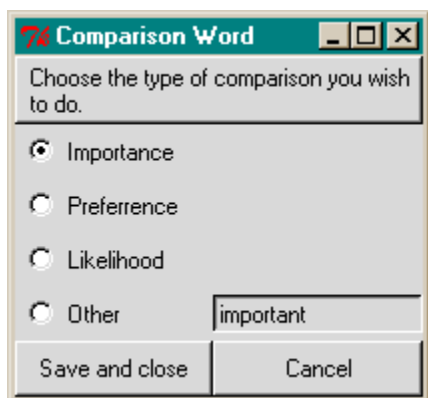 Comparison Word
Choose the type of comparison you wish
to do.
Importance
Preferrence
Likelihood
Other important
Save and close Cancel